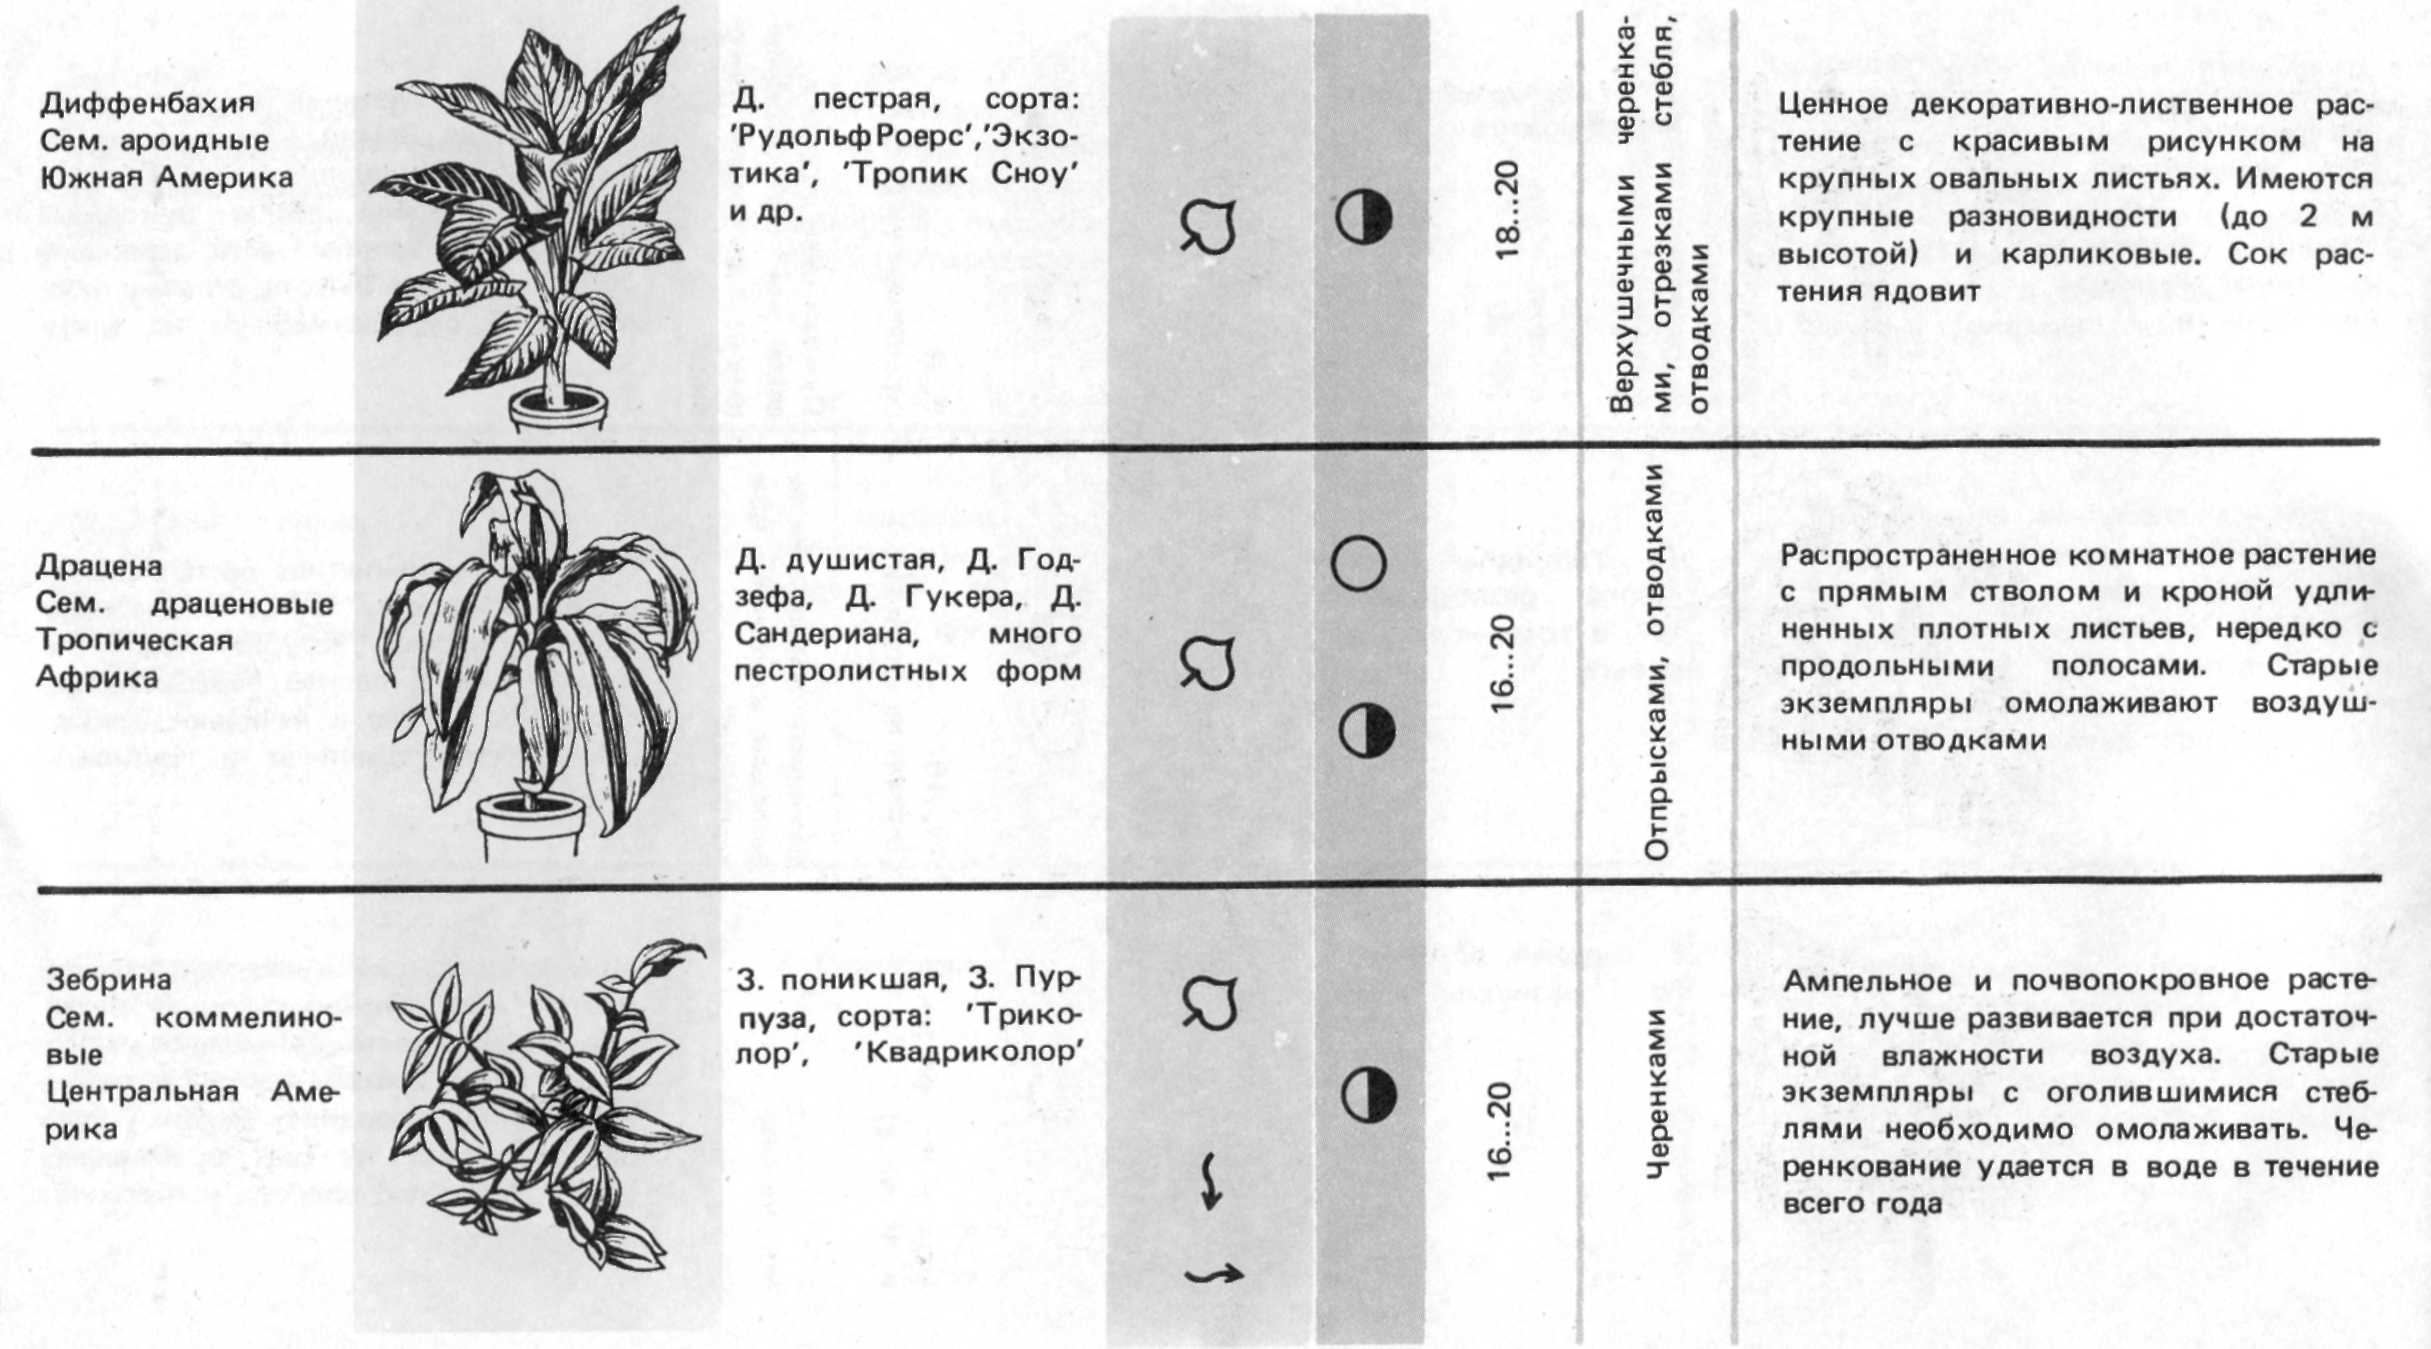 Диффенбахия
Сем. ароидные
Южная Америка
Д. пестрая, сорта:
'Рудольф Роерс', 'Экзо-
тика', 'Тропик Сноу'
и др.
18...20
Верхушечными черенка-
ми, отрезками стебля,
отводками
Ценное декоративно-лиственное рас-
тение с красивым рисунком на
крупных овальных листьях. Имеются
крупные разновидности (до 2 м
высотой) и карликовые. Сок рас-
тения ядовит
Драцена
Сем. драценовые
Тропическая
Африка
Д. душистая, Д. Год-
зефа, Д. Гукера, Д.
Сандериана, много
пестролистных форм
16...20
Отпрысками, отводками
Распространенное комнатное растение
с прямым стволом и кроной удли-
ненных плотных листьев, нередко с
продольными полосами. Старые
экземпляры омолаживают воздуш-
ными отводками
Зебрина
Сем. коммелино-
вые
Центральная Аме-
рика
З. поникшая, З. Пур-
пуза, сорта: 'Трико-
лор', 'Квадриколор'
16...20
Черенками
Ампельное и почвопокровное расте-
ние, лучше развивается при достаточ-
ной влажности воздуха. Старые
экземпляры с оголившимися стеб-
лями необходимо омолаживать. Че-
ренкование удается в воде в течение
всего года